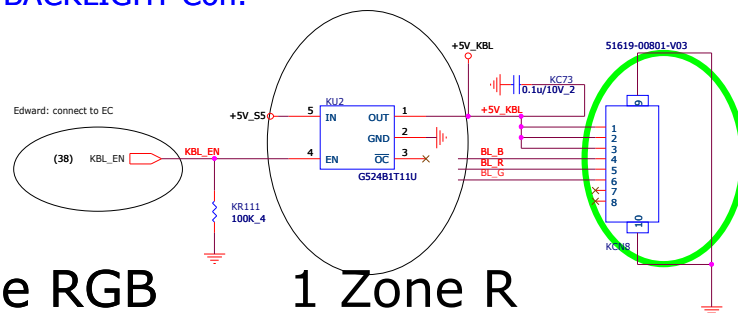 BACKLIGHT Con.
+5V_KBL
51619-00801-V03
KC73
0.1u/10V_2
KU2
+5V_S5
5
IN
OUT
1
+5V_KBL
9
Edward: connect to EC
GND
2
1
2
3
(38)
KBL_EN
KBL_EN
4
EN
OC
3
BL_B
4
BL_R
5
BL_G
6
G524B1T11U
7
8
KR111
100K_4
10
KCN8
e RGB
1 Zone R